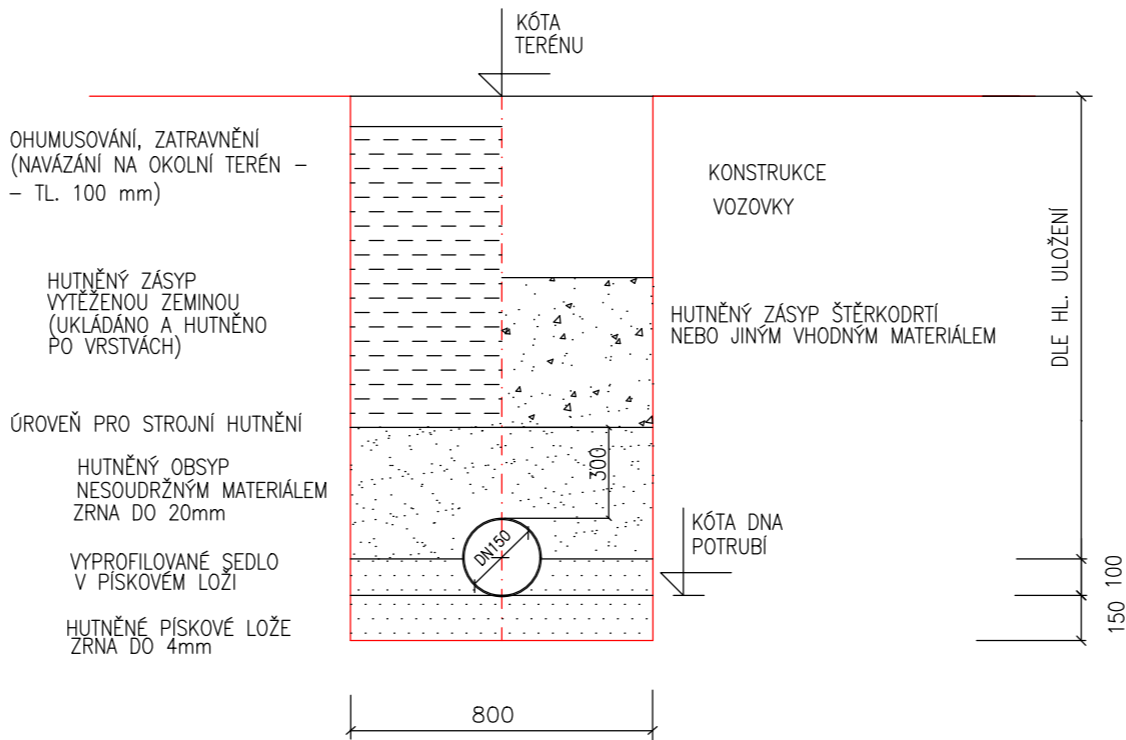 KÓTA
TERÉNU
OHUMUSOVÁNÍ, ZATRAVNĚNÍ
(NAVÁZÁNÍ NA OKOLNÍ TERÉN –
– TL. 100 mm)
KONSTRUKCE
VOZOVKY
DLE HL. ULOŽENÍ
HUTNĚNÝ ZÁSYP
VYTĚŽENOU ZEMINOU
(UKLÁDÁNO A HUTNĚNO
PO VRSTVÁCH)
HUTNĚNÝ ZÁSYP ŠTĚRKODRTÍ
NEBO JINÝM VHODNÝM MATERIÁLEM
ÚROVEŇ PRO STROJNÍ HUTNĚNÍ
300
HUTNĚNÝ OBSYP
NESOUDRŽNÝM MATERIÁLEM
ZRNA DO 20mm
KÓTA DNA
POTRUBÍ
DN150
VYPROFILOVANÉ SEDLO
V PÍSKOVÉM LOŽI
100
150
HUTNĚNÉ PÍSKOVÉ LOŽE
ZRNA DO 4mm
800